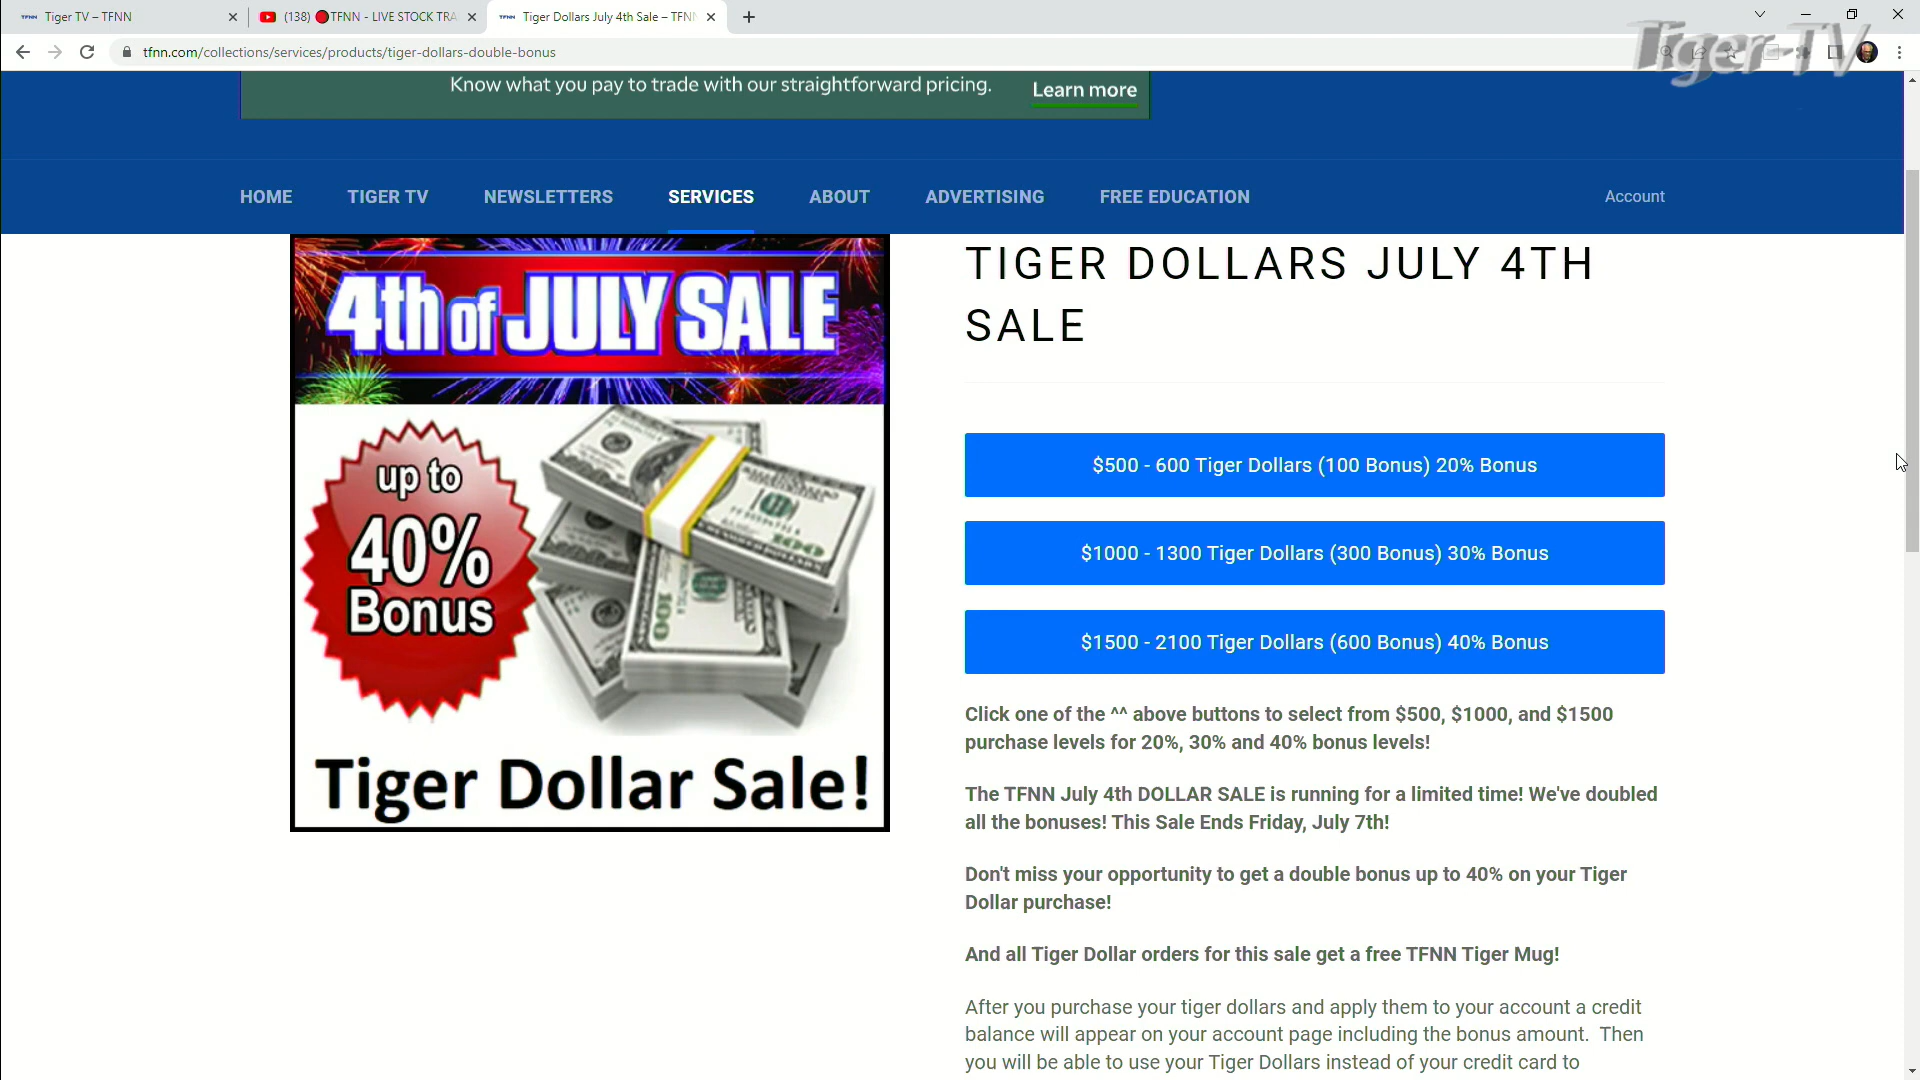 Tiger TV – TFNN
(138) TFNN - LIVE STOCK TRA
Tiger Dollars July 4th Sale – TFNN
tfnn.com/collections/services/products/tiger-dollars-double-bonus
Tiger-TV
Know what you pay to trade with our straightforward pricing.
Learn more
HOME
TIGER TV
NEWSLETTERS
SERVICES
ABOUT
ADVERTISING
FREE EDUCATION
Account
4th of JULY SALE
up to
40%
Bonus
Tiger Dollar Sale!
TIGER DOLLARS JULY 4TH
SALE
$500 - 600 Tiger Dollars (100 Bonus) 20% Bonus
$1000 - 1300 Tiger Dollars (300 Bonus) 30% Bonus
$1500 - 2100 Tiger Dollars (600 Bonus) 40% Bonus
Click one of the ^^ above buttons to select from $500, $1000, and $1500
purchase levels for 20%, 30% and 40% bonus levels!
The TFNN July 4th DOLLAR SALE is running for a limited time! We've doubled
all the bonuses! This Sale Ends Friday, July 7th!
Don't miss your opportunity to get a double bonus up to 40% on your Tiger
Dollar purchase!
And all Tiger Dollar orders for this sale get a free TFNN Tiger Mug!
After you purchase your tiger dollars and apply them to your account a credit
balance will appear on your account page including the bonus amount.  Then
you will be able to use your Tiger Dollars instead of your credit card to